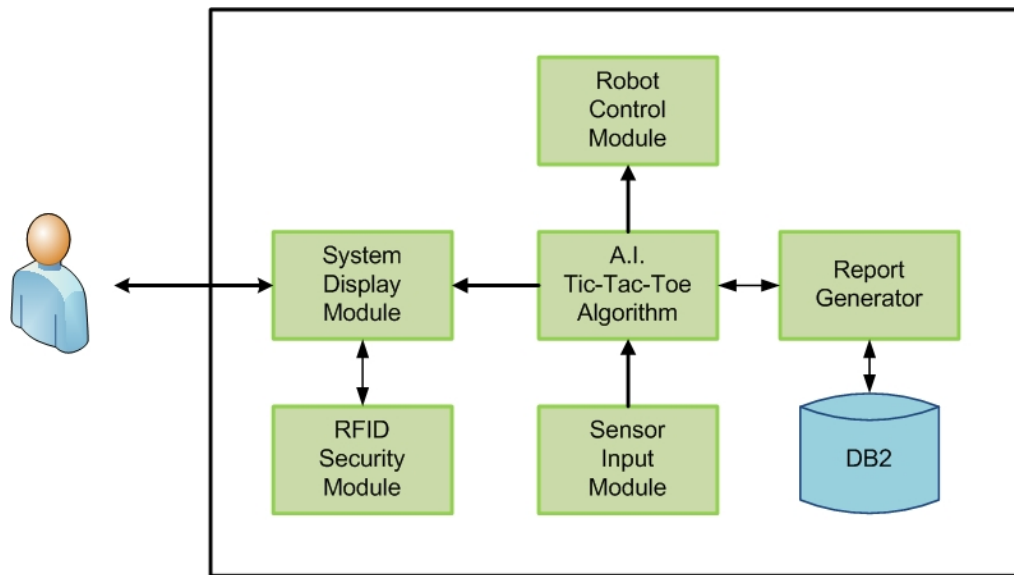 Robot
Control
Module
System
Display
Module
A.I.
Tic-Tac-Toe
Algorithm
Report
Generator
RFID
Security
Module
Sensor
Input
Module
DB2